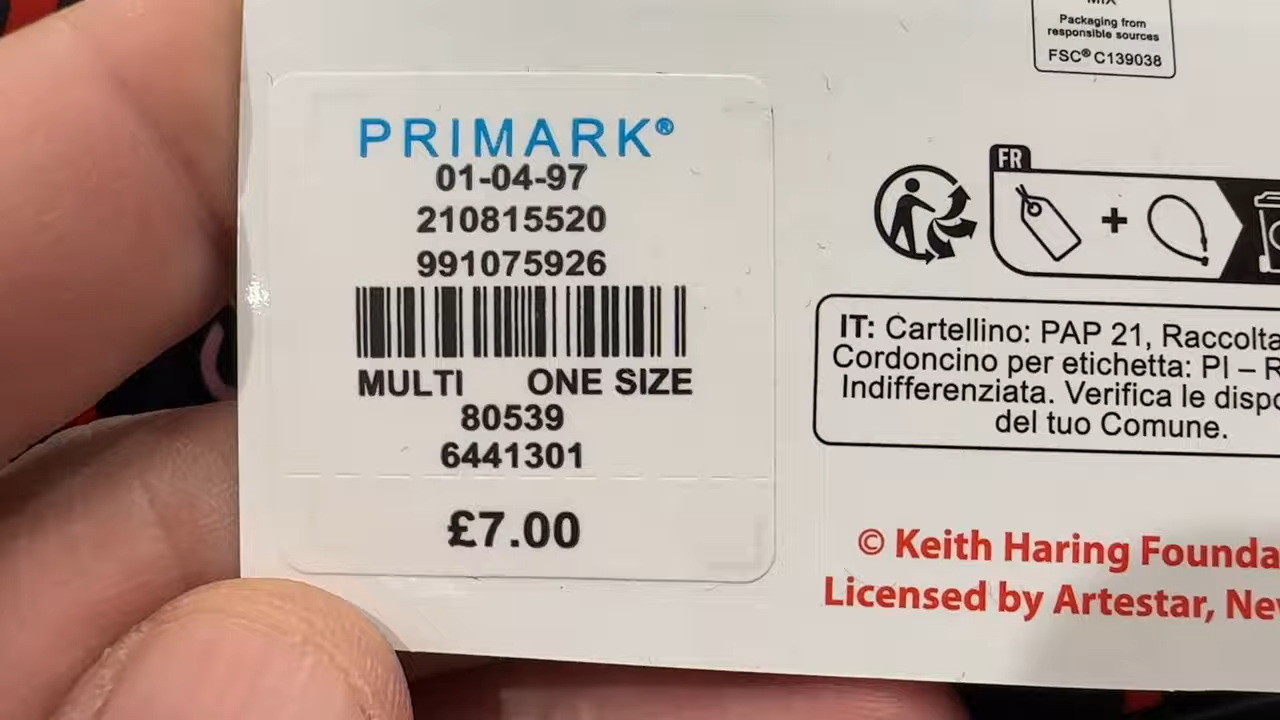 MIX
Packaging from
responsible sources
FSC® C139038
PRIMARK®
01-04-97
210815520
991075926
MULTI ONE SIZE
80539
6441301
£7.00
FR
+
IT: Cartellino: PAP 21, Raccolta
Cordoncino per etichetta: PI – R
Indifferenziata. Verifica le dispo
del tuo Comune.
© Keith Haring Founda
Licensed by Artestar, Ne